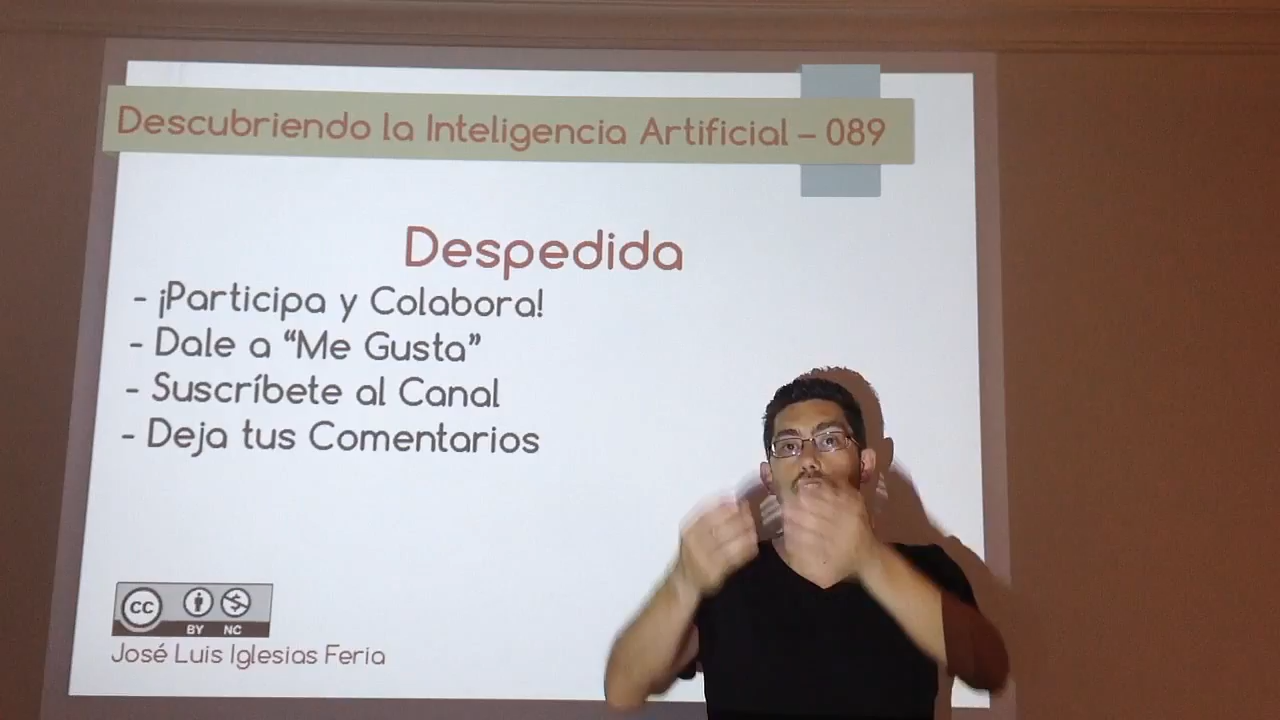 Descubriendo la Inteligencia Artificial – 089
Despedida
- ¡Participa y Colabora!
- Dale a “Me Gusta”
- Suscríbete al Canal
- Deja tus Comentarios
CC BY NC
José Luis Iglesias Feria